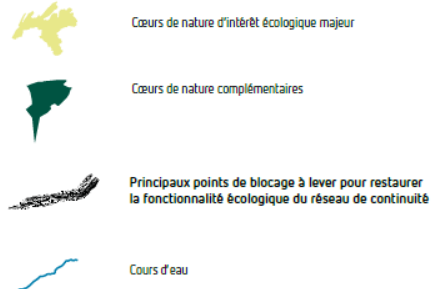 Cœurs de nature d'intérêt écologique majeur
Cœurs de nature complémentaires
Principaux points de blocage à lever pour restaurer
la fonctionnalité écologique du réseau de continuité
Cours d'eau